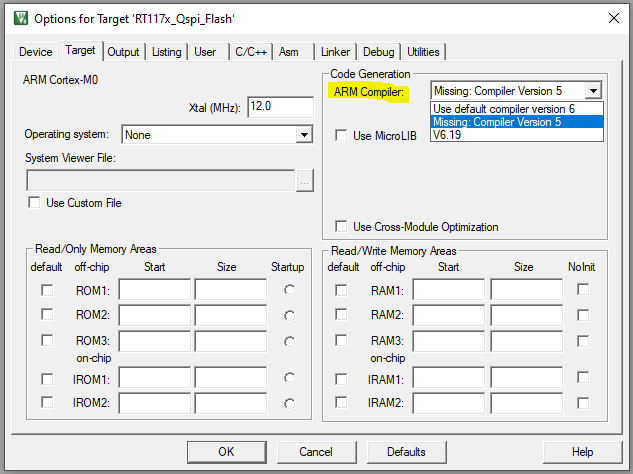 Options for Target 'RT117x_Qspi_Flash'
Device Target Output Listing User C/C++ Asm Linker Debug Utilities
ARM Cortex-M0
Xtal (MHz): 12.0
Operating system: None
System Viewer File:
...
Use Custom File
Code Generation
ARM Compiler: Missing: Compiler Version 5
Use default compiler version 6
Missing: Compiler Version 5
V6.19
Use MicroLIB
Use Cross-Module Optimization
Read/Only Memory Areas
default off-chip Start Size Startup
ROM1:
ROM2:
ROM3:
on-chip
IROM1:
IROM2:
Read/Write Memory Areas
default off-chip Start Size NoInit
RAM1:
RAM2:
RAM3:
on-chip
IRAM1:
IRAM2:
OK Cancel Defaults Help